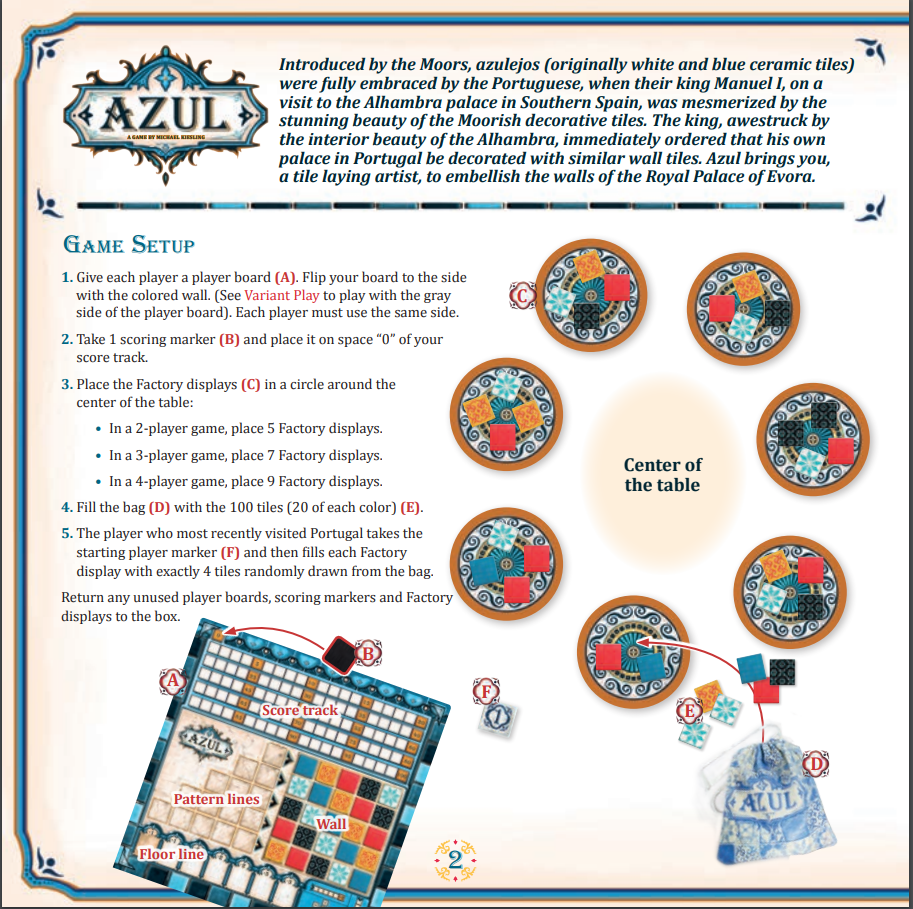 AZUL
A GAME BY MICHAEL KIESLING
Introduced by the Moors, azulejos (originally white and blue ceramic tiles)
were fully embraced by the Portuguese, when their king Manuel I, on a
visit to the Alhambra palace in Southern Spain, was mesmerized by the
stunning beauty of the Moorish decorative tiles. The king, awestruck by
the interior beauty of the Alhambra, immediately ordered that his own
palace in Portugal be decorated with similar wall tiles. Azul brings you,
a tile laying artist, to embellish the walls of the Royal Palace of Evora.
Game Setup
1. Give each player a player board (A). Flip your board to the side
with the colored wall. (See Variant Play to play with the gray
side of the player board). Each player must use the same side.
2. Take 1 scoring marker (B) and place it on space “0” of your
score track.
3. Place the Factory displays (C) in a circle around the
center of the table:
• In a 2-player game, place 5 Factory displays.
• In a 3-player game, place 7 Factory displays.
• In a 4-player game, place 9 Factory displays.
4. Fill the bag (D) with the 100 tiles (20 of each color) (E).
5. The player who most recently visited Portugal takes the
starting player marker (F) and then fills each Factory
display with exactly 4 tiles randomly drawn from the bag.
Return any unused player boards, scoring markers and Factory
displays to the box.
C
Center of
the table
A
B
Score track
AZUL
Pattern lines
Wall
Floor line
F
1
E
D
AZUL
2